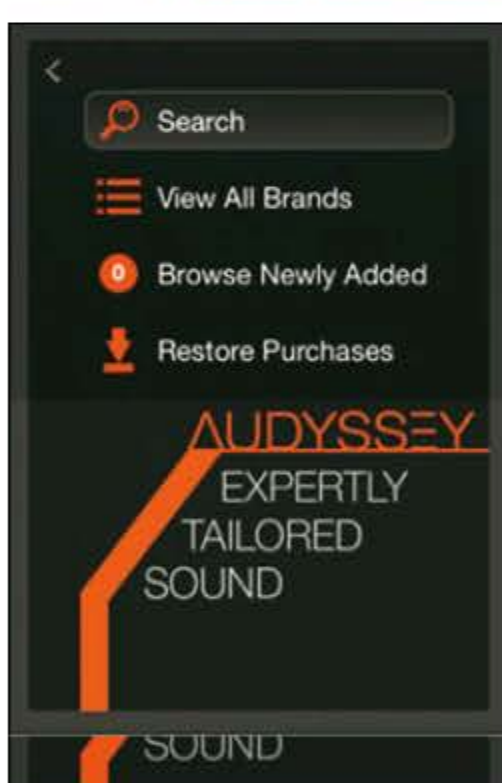 Search
View All Brands
0
Browse Newly Added
Restore Purchases
AUDYSSEY
EXPERTLY
TAILORED
SOUND
SOUND